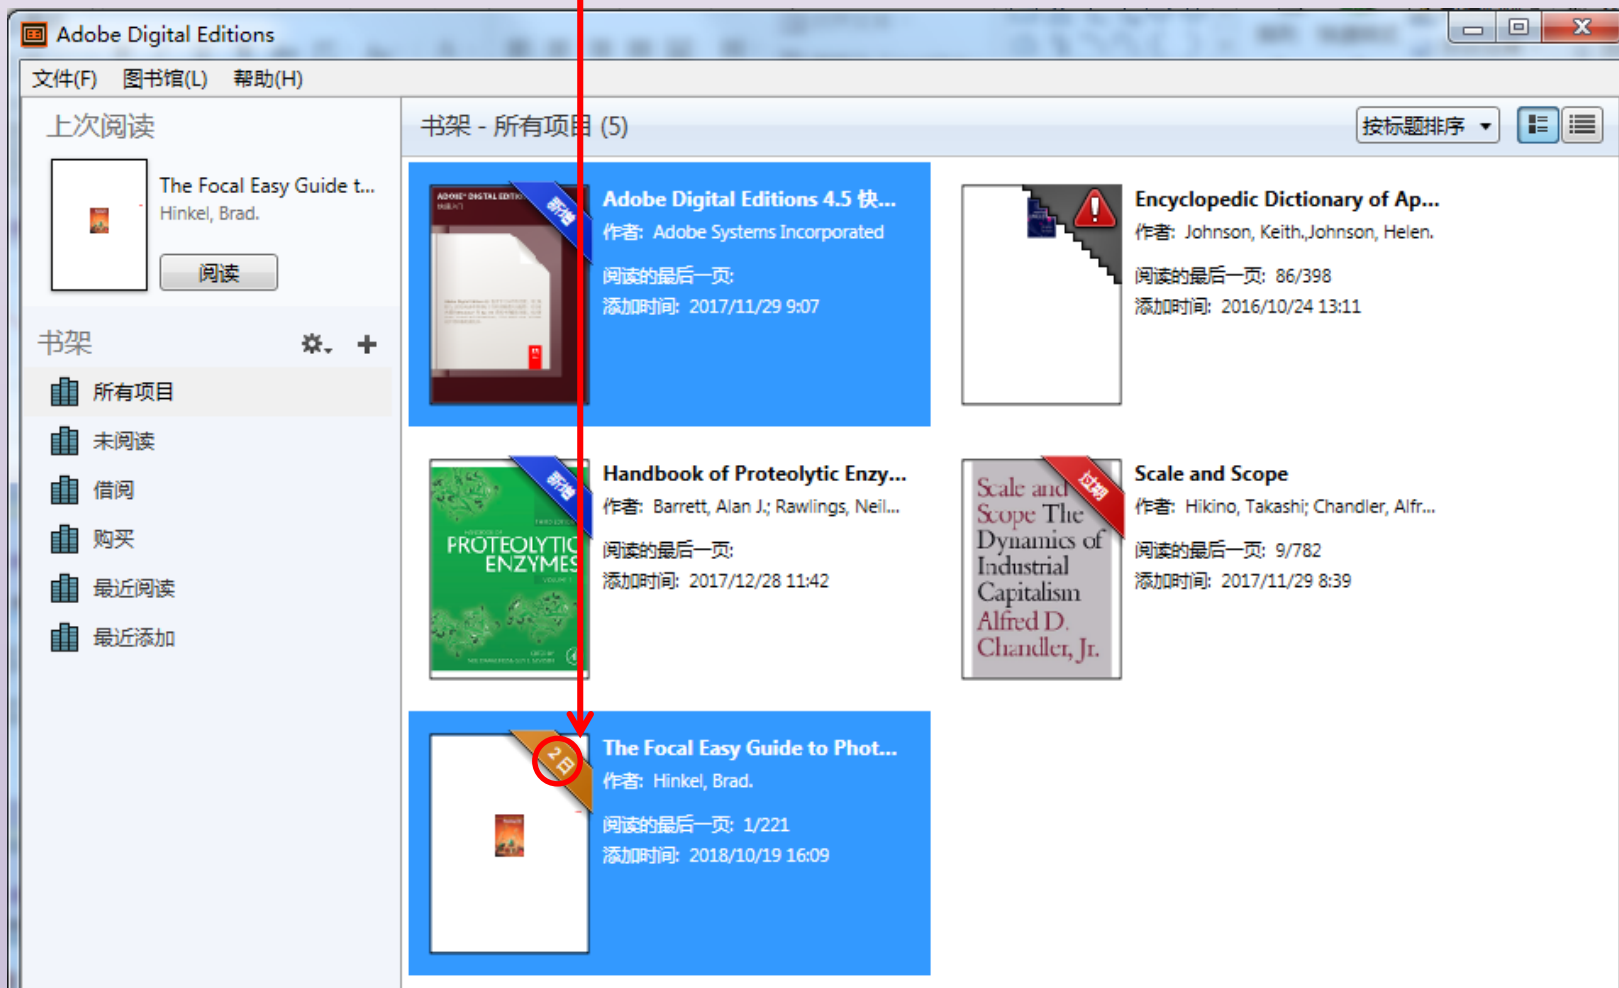 Adobe Digital Editions
文件(F) 图书馆(L) 帮助(H)
上次阅读
The Focal Easy Guide t...
Hinkel, Brad.
阅读
书架
所有项目
未阅读
借阅
购买
最近阅读
最近添加
书架 - 所有项目 (5)
按标题排序
ADOBE® DIGITAL EDITIO
快速入门
新增
Adobe Digital Editions 4.5 快...
作者: Adobe Systems Incorporated
阅读的最后一页:
添加时间: 2017/11/29 9:07
Encyclopedic Dictionary of Ap...
作者: Johnson, Keith.,Johnson, Helen.
阅读的最后一页: 86/398
添加时间: 2016/10/24 13:11
新增
PROTEOLYTIC
ENZYMES
Handbook of Proteolytic Enzy...
作者: Barrett, Alan J.; Rawlings, Neil...
阅读的最后一页:
添加时间: 2017/12/28 11:42
过期
Scale and
Scope The
Dynamics of
Industrial
Capitalism
Alfred D.
Chandler, Jr.
Scale and Scope
作者: Hikino, Takashi; Chandler, Alfr...
阅读的最后一页: 9/782
添加时间: 2017/11/29 8:39
2 日
The Focal Easy Guide to Phot...
作者: Hinkel, Brad.
阅读的最后一页: 1/221
添加时间: 2018/10/19 16:09